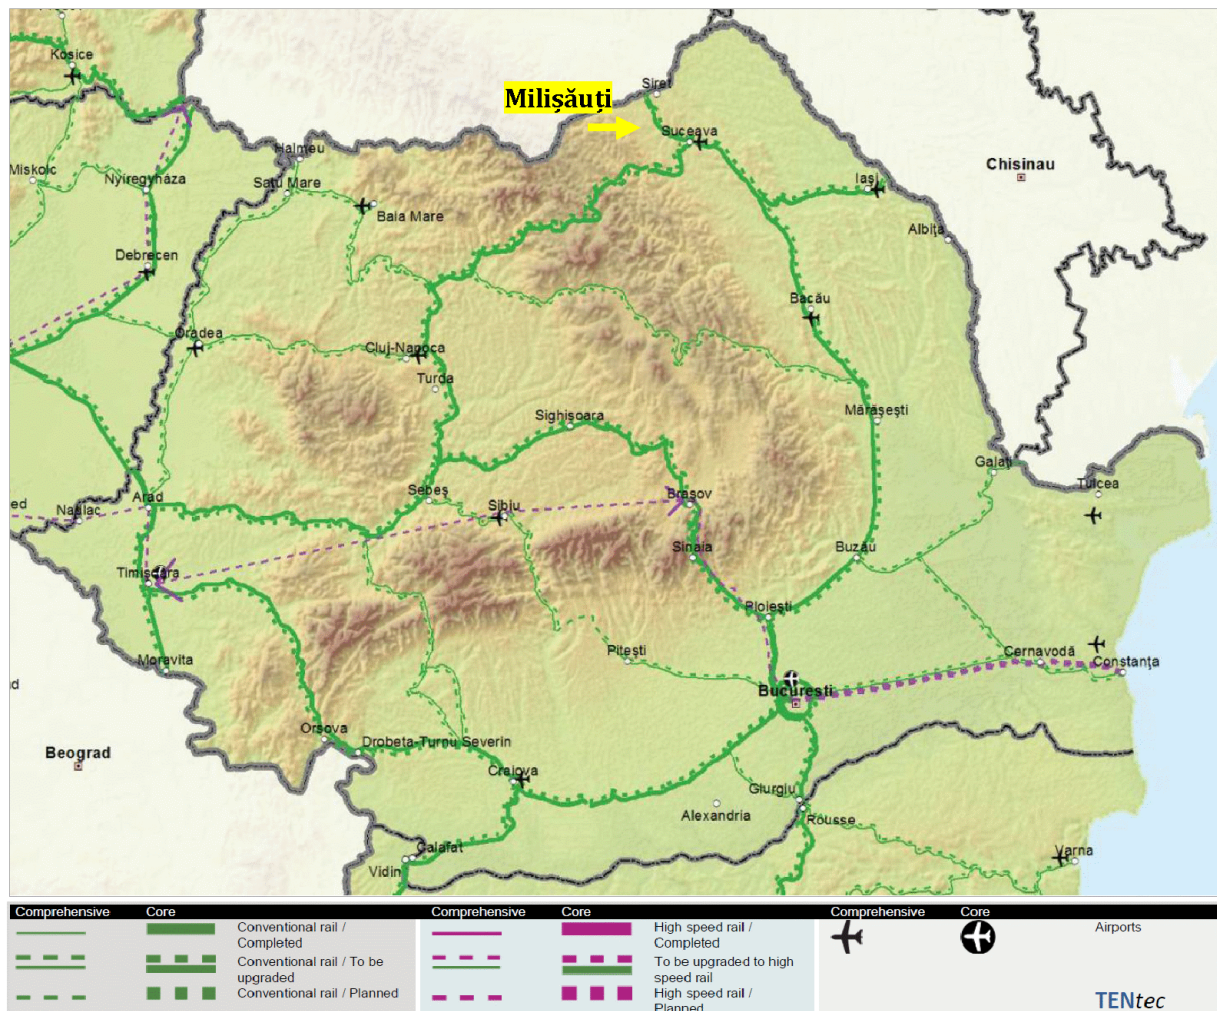 Kosice
Milișăuți
Siret
Suceava
Halmeu
Miskolc
Nyiregyhaza
Satu Mare
Chisinau
Iași
Baia Mare
Albița
Debrecen
Bacău
Oradea
Cluj-Napoca
Turda
Mărășești
Sighișoara
Galați
Tulcea
Arad
Sebeș
Sibiu
Brașov
ed
Nadlac
Sinaia
Buzău
Timișoara
Ploiești
Pitești
Cernavodă
Constanța
Moravita
București
Orsova
Drobeta-Turnu Severin
Beograd
Craiova
Giurgiu
Alexandria
Rousse
Calafat
Vidin
Varna
Comprehensive Core
Conventional rail /
Completed
Conventional rail / To be
upgraded
Conventional rail / Planned
Comprehensive Core
High speed rail /
Completed
To be upgraded to high
speed rail
High speed rail /
Planned
Comprehensive Core
Airports
TENtec